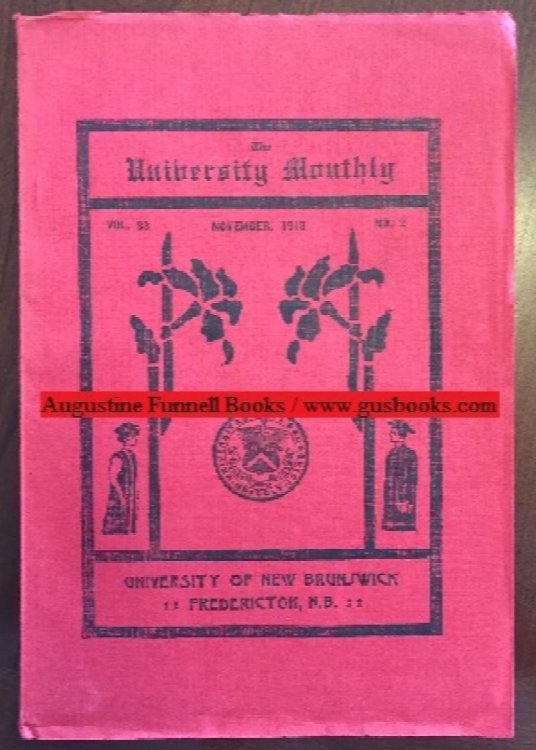 The
University Monthly
VOL. 33 NOVEMBER, 1913 NO. 2
Augustine Funnell Books / www.gusbooks.com
UNIVERSITY OF NEW BRUNSWICK
:: FREDERICTON, N.B. ::